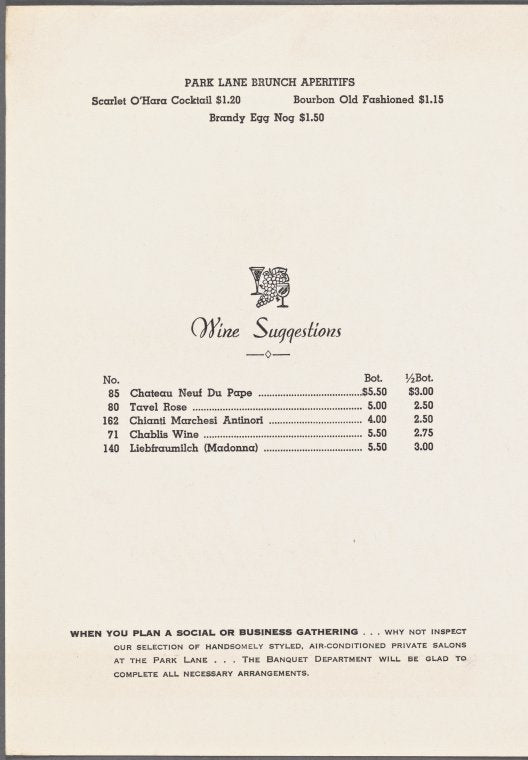 PARK LANE BRUNCH APERITIFS
Scarlet O'Hara Cocktail $1.20 Bourbon Old Fashioned $1.15
Brandy Egg Nog $1.50
Wine Suggestions
No. Bot. ½Bot.
85 Chateau Neuf Du Pape ................................$5.50 $3.00
80 Tavel Rose ..................................................... 5.00 2.50
162 Chianti Marchesi Antinori ............................. 4.00 2.50
71 Chablis Wine ................................................. 5.50 2.75
140 Liebfraumilch (Madonna) ............................... 5.50 3.00
WHEN YOU PLAN A SOCIAL OR BUSINESS GATHERING . . . WHY NOT INSPECT
OUR SELECTION OF HANDSOMELY STYLED, AIR-CONDITIONED PRIVATE SALONS
AT THE PARK LANE . . . THE BANQUET DEPARTMENT WILL BE GLAD TO
COMPLETE ALL NECESSARY ARRANGEMENTS.